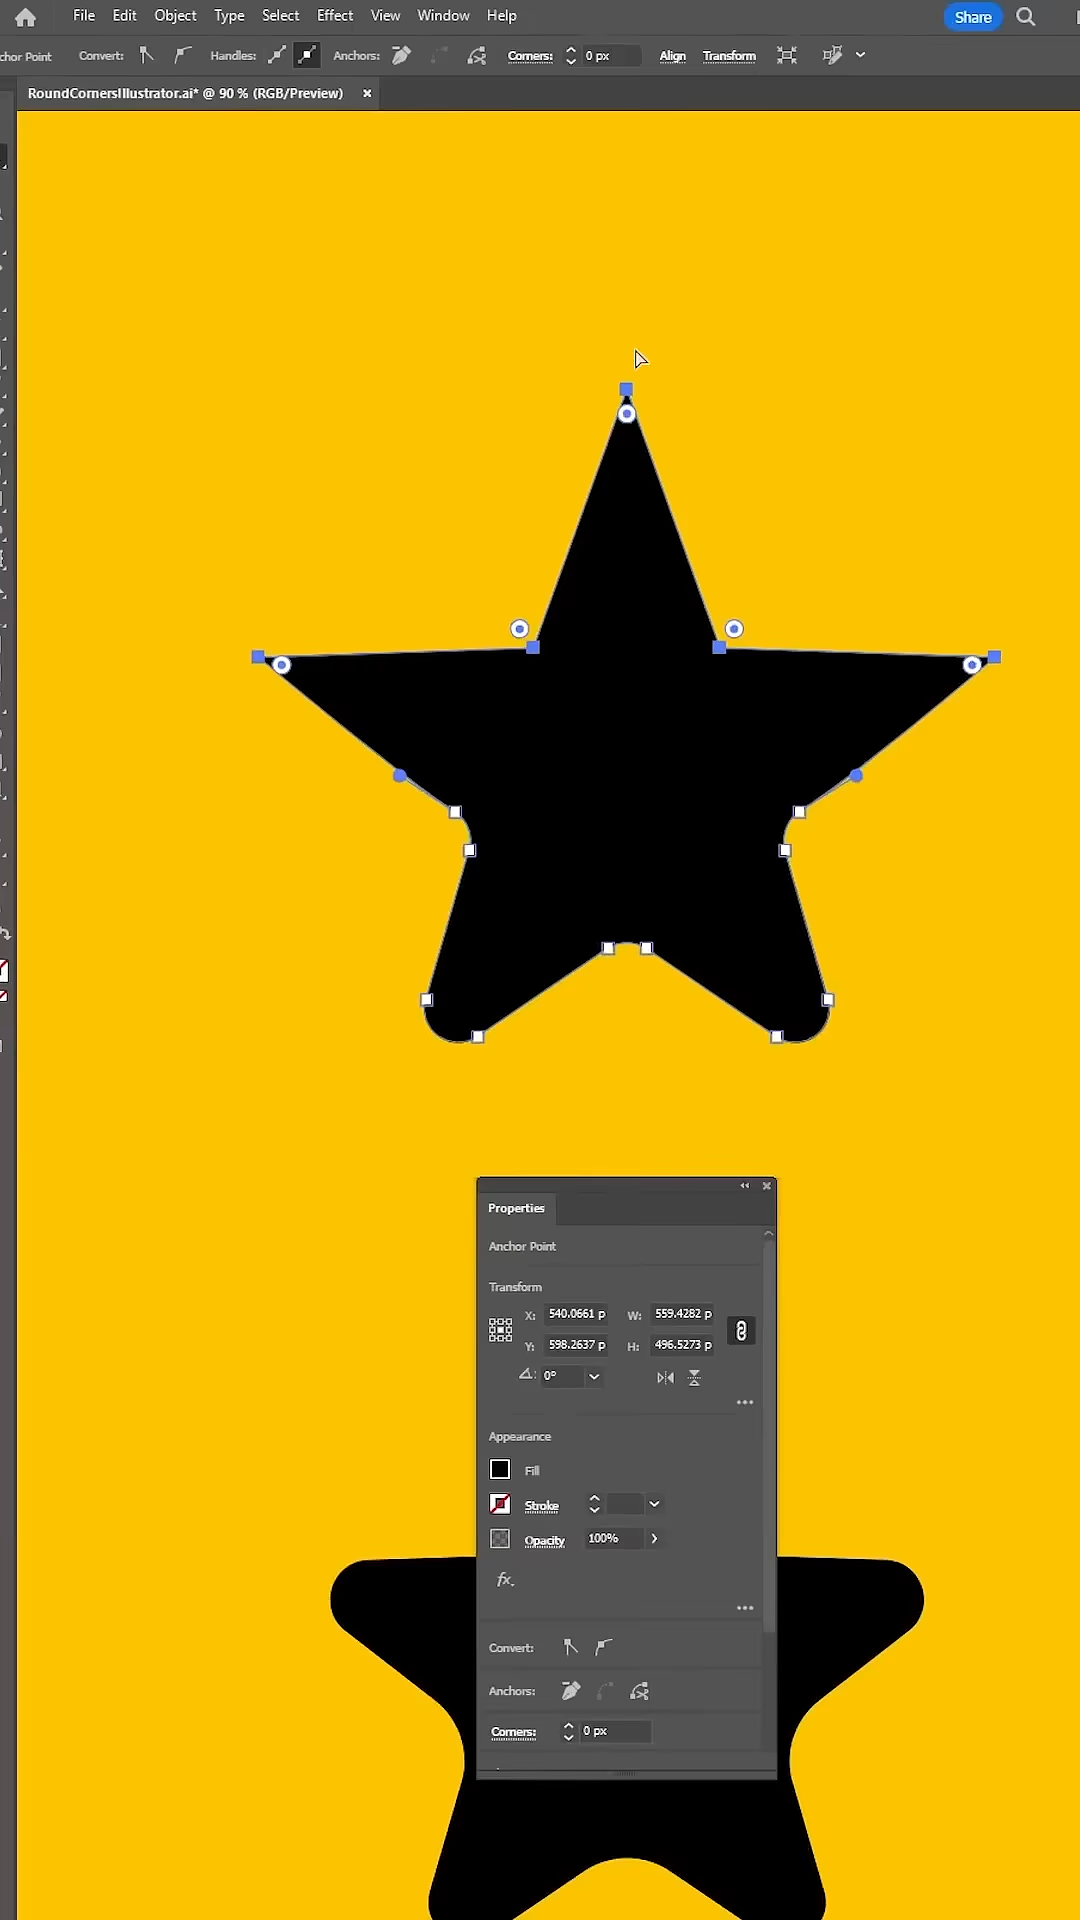 File Edit Object Type Select Effect View Window Help Share
chor Point Convert: Handles: Anchors: Corners: 0 px Align Transform
RoundCornersIllustrator.ai* @ 90 % (RGB/Preview) ×
Properties
Anchor Point
Transform
X: 540.0661 p W: 559.4282 p
Y: 598.2637 p H: 496.5273 p
0°
Appearance
Fill
Stroke
Opacity 100%
fx.
Convert:
Anchors:
Corners: 0 px